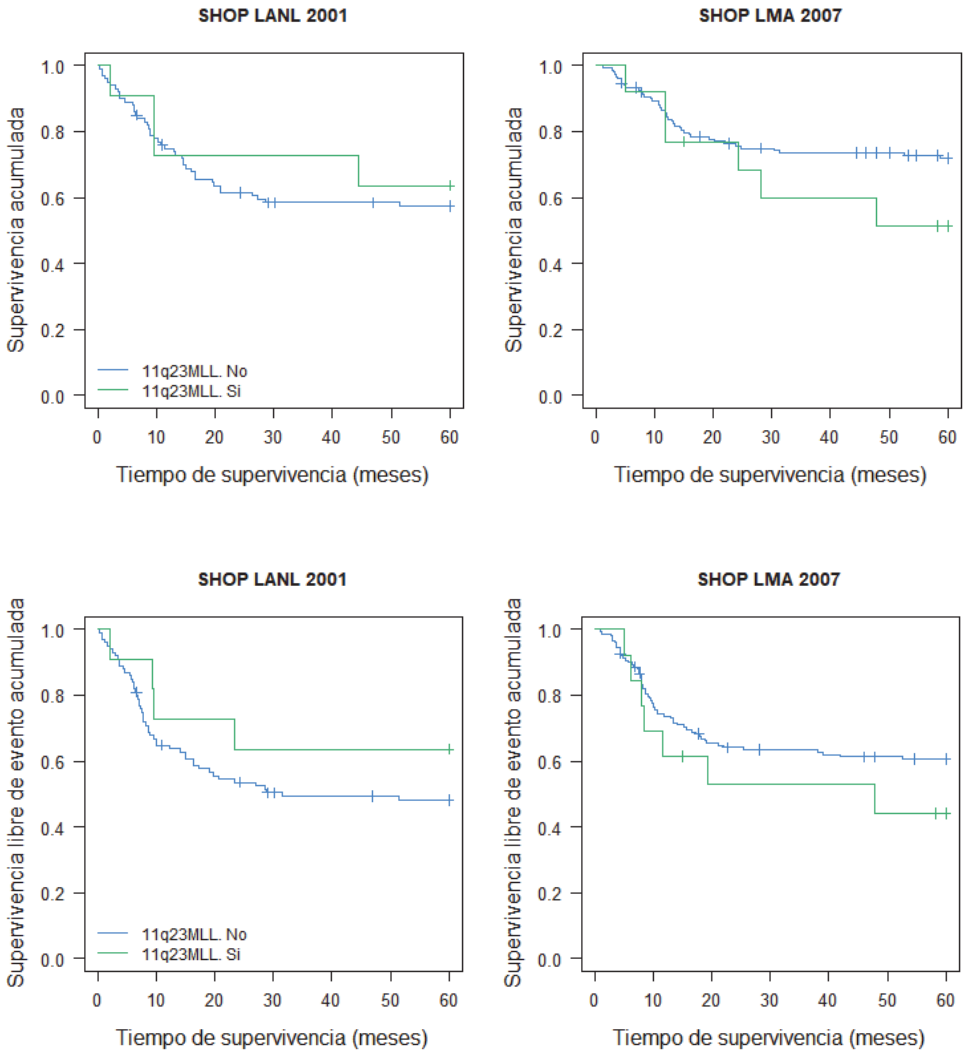 SHOP LANL 2001
Supervivencia acumulada
1.0
0.8
0.6
0.4
0.2
0.0
11q23MLL. No
11q23MLL. Si
0 10 20 30 40 50 60
Tiempo de supervivencia (meses)
SHOP LMA 2007
Supervivencia acumulada
1.0
0.8
0.6
0.4
0.2
0.0
0 10 20 30 40 50 60
Tiempo de supervivencia (meses)
SHOP LANL 2001
Supervivencia libre de evento acumulada
1.0
0.8
0.6
0.4
0.2
0.0
11q23MLL. No
11q23MLL. Si
0 10 20 30 40 50 60
Tiempo de supervivencia (meses)
SHOP LMA 2007
Supervivencia libre de evento acumulada
1.0
0.8
0.6
0.4
0.2
0.0
0 10 20 30 40 50 60
Tiempo de supervivencia (meses)